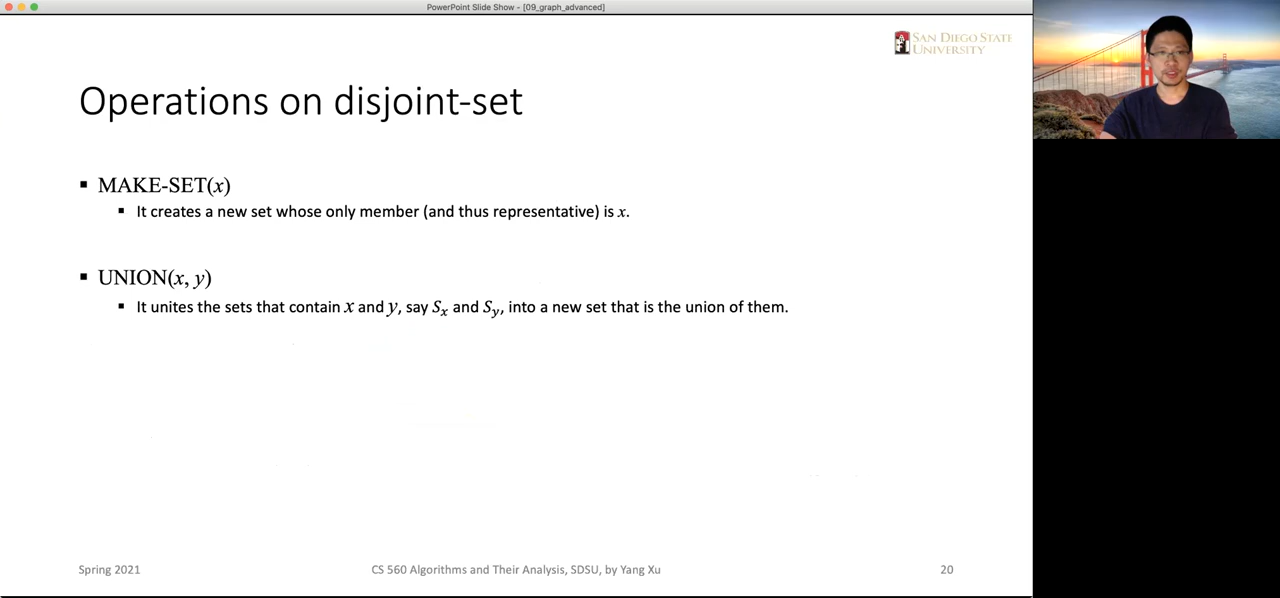 PowerPoint Slide Show - [09_graph_advanced]
SAN DIEGO STATE
UNIVERSITY
Operations on disjoint-set
▪ MAKE-SET(x)
▪ It creates a new set whose only member (and thus representative) is x.
▪ UNION(x, y)
▪ It unites the sets that contain x and y, say Sₓ and Sᵧ, into a new set that is the union of them.
Spring 2021
CS 560 Algorithms and Their Analysis, SDSU, by Yang Xu
20